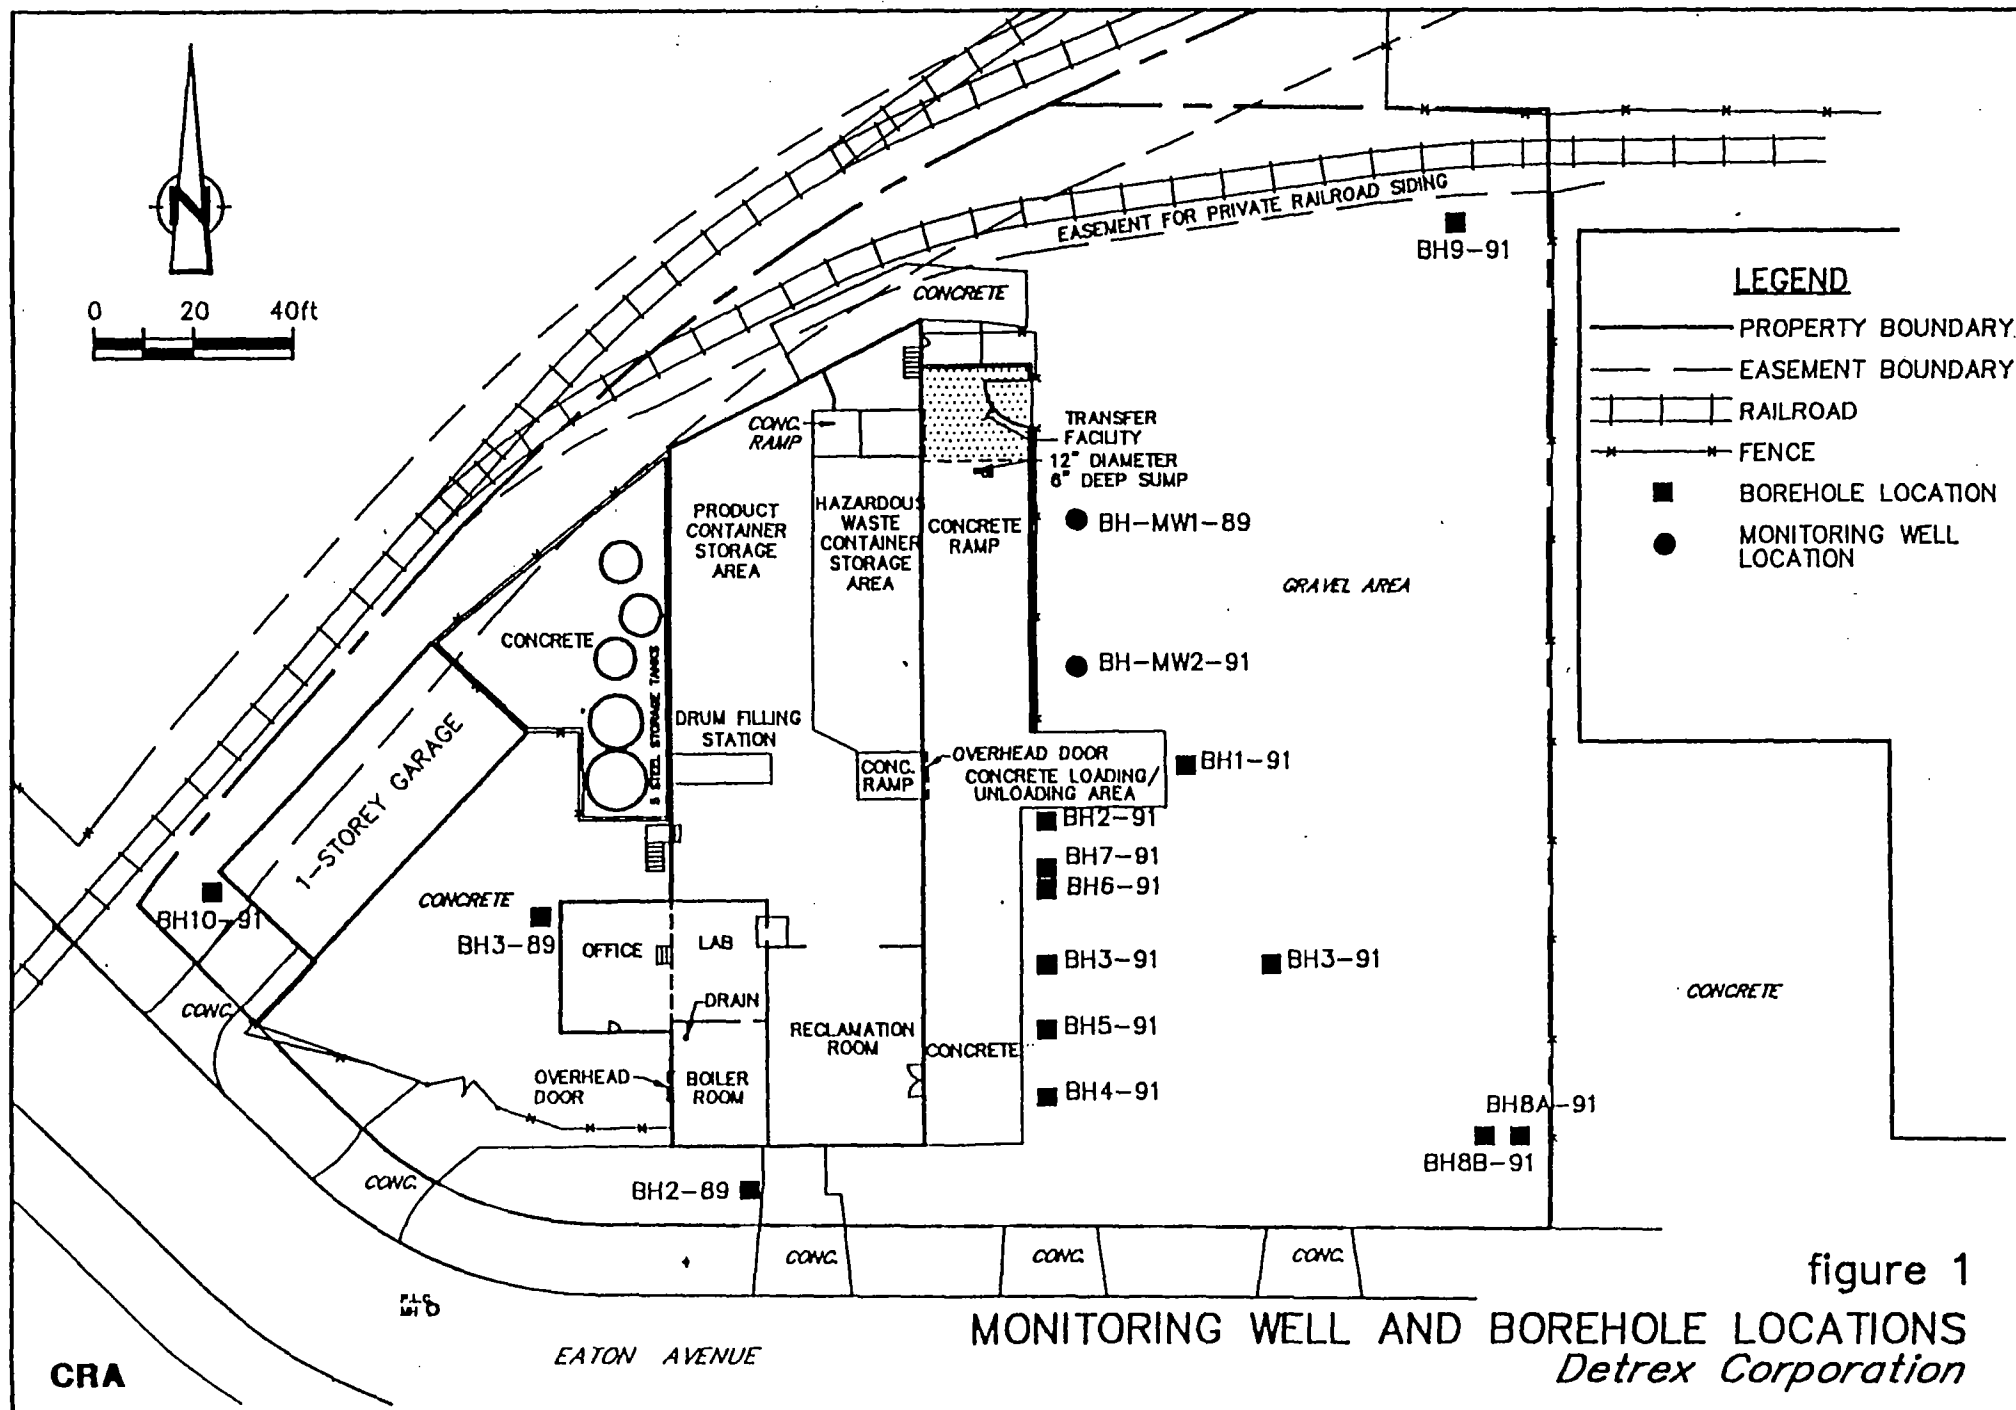 N
0 20 40ft
EASEMENT FOR PRIVATE RAILROAD SIDING
BH9-91
LEGEND
PROPERTY BOUNDARY
EASEMENT BOUNDARY
RAILROAD
FENCE
BOREHOLE LOCATION
MONITORING WELL
LOCATION
CONCRETE
CONC.
RAMP
TRANSFER
FACILITY
12" DIAMETER
6" DEEP SUMP
PRODUCT
CONTAINER
STORAGE
AREA
HAZARDOUS
WASTE
CONTAINER
STORAGE
AREA
CONCRETE
RAMP
BH-MW1-89
GRAVEL AREA
CONCRETE
5 STEEL STORAGE TANKS
BH-MW2-91
DRUM FILLING
STATION
1-STOREY GARAGE
CONC.
RAMP
OVERHEAD DOOR
CONCRETE LOADING/
UNLOADING AREA
BH1-91
BH2-91
BH7-91
BH6-91
BH10-91
CONCRETE
BH3-89
OFFICE
LAB
BH3-91
BH3-91
CONCRETE
CONC.
DRAIN
RECLAMATION
ROOM
CONCRETE
BH5-91
OVERHEAD
DOOR
BOILER
ROOM
BH4-91
BH8A-91
BH8B-91
CONC.
BH2-89
CONC.
CONC.
CONC.
MH
EATON AVENUE
figure 1
MONITORING WELL AND BOREHOLE LOCATIONS
Detrex Corporation
CRA